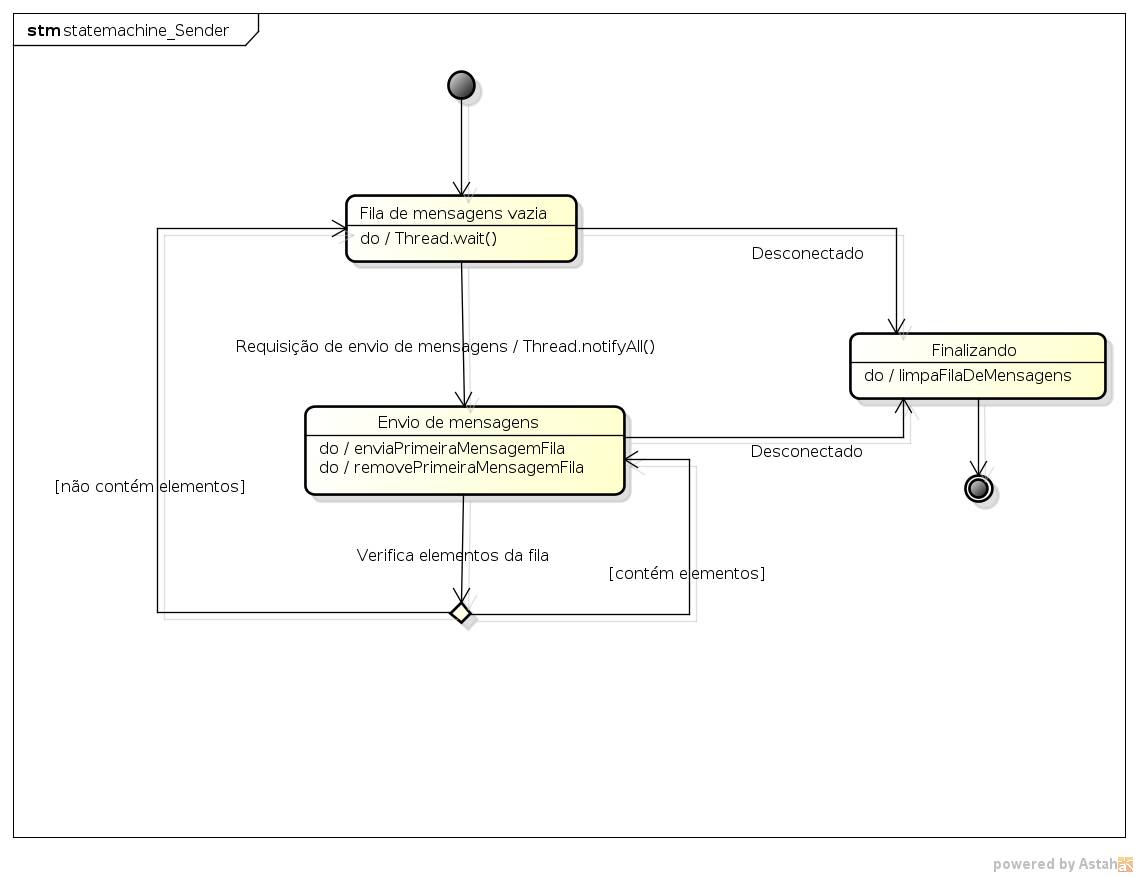 stm statemachine_Sender
Fila de mensagens vazia
do / Thread.wait()
Desconectado
Requisição de envio de mensagens / Thread.notifyAll()
Finalizando
do / limpaFilaDeMensagens
Envio de mensagens
do / enviaPrimeiraMensagemFila
do / removePrimeiraMensagemFila
Desconectado
[não contém elementos]
Verifica elementos da fila
[contém elementos]
powered by Astah